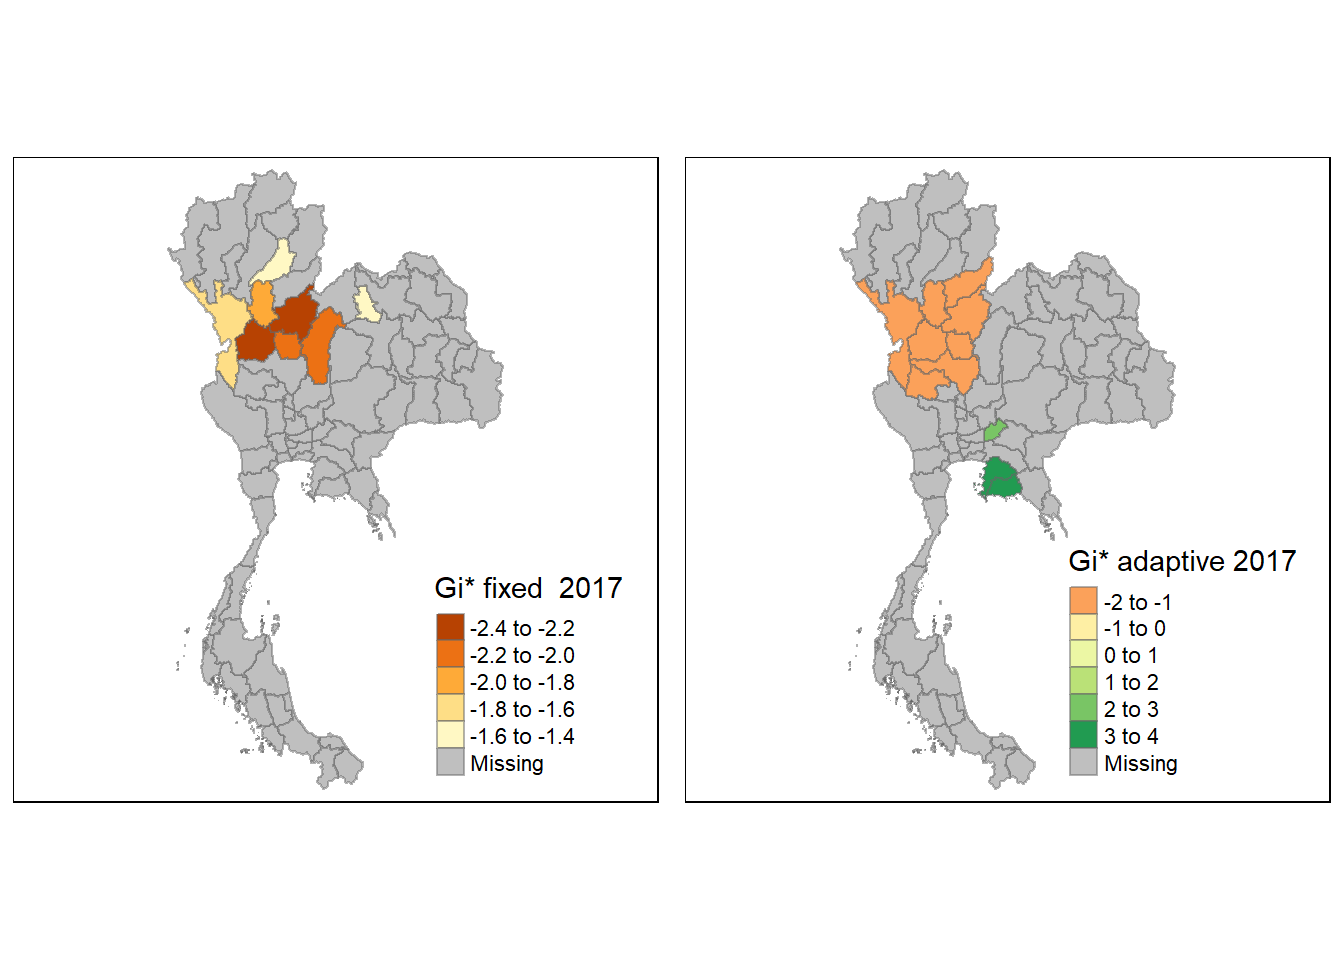 Gi* fixed  2017
-2.4 to -2.2
-2.2 to -2.0
-2.0 to -1.8
-1.8 to -1.6
-1.6 to -1.4
Missing
Gi* adaptive 2017
-2 to -1
-1 to 0
0 to 1
1 to 2
2 to 3
3 to 4
Missing